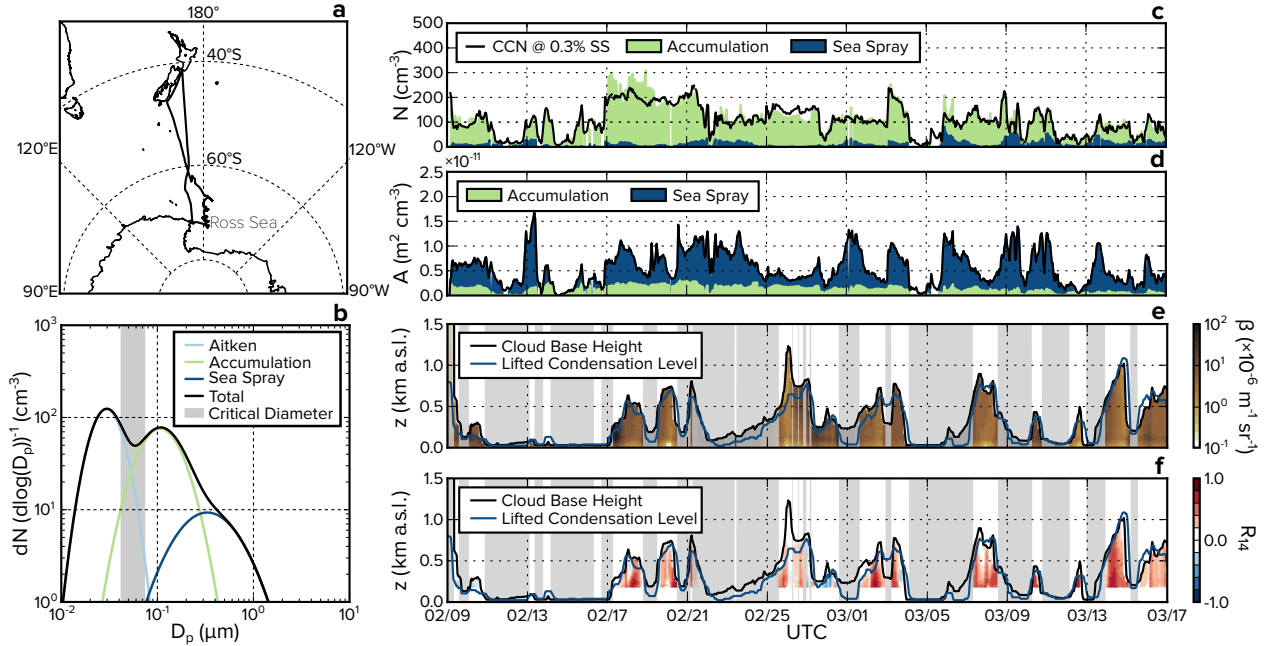 180°
a
40°S
120°E
60°S
120°W
Ross Sea
90°E
90°W
b
10³
10²
10¹
10⁰
dN (dlog(Dₚ))⁻¹ (cm⁻³)
Aitken
Accumulation
Sea Spray
Total
Critical Diameter
10⁻² 10⁻¹ 10⁰ 10¹
Dₚ (μm)
c
500
400
300
200
100
0
N (cm⁻³)
CCN @ 0.3% SS Accumulation Sea Spray
d
×10⁻¹¹
2.5
2.0
1.5
1.0
0.5
0.0
A (m² cm⁻³)
Accumulation Sea Spray
e
1.5
1.0
0.5
0.0
z (km a.s.l.)
Cloud Base Height
Lifted Condensation Level
10²
10¹
10⁰
10⁻¹
β (×10⁻⁶ m⁻¹ sr⁻¹)
f
1.5
1.0
0.5
0.0
z (km a.s.l.)
Cloud Base Height
Lifted Condensation Level
1.0
0.5
0.0
-0.5
-1.0
R₁₄
02/09 02/13 02/17 02/21 02/25 03/01 03/05 03/09 03/13 03/17
UTC